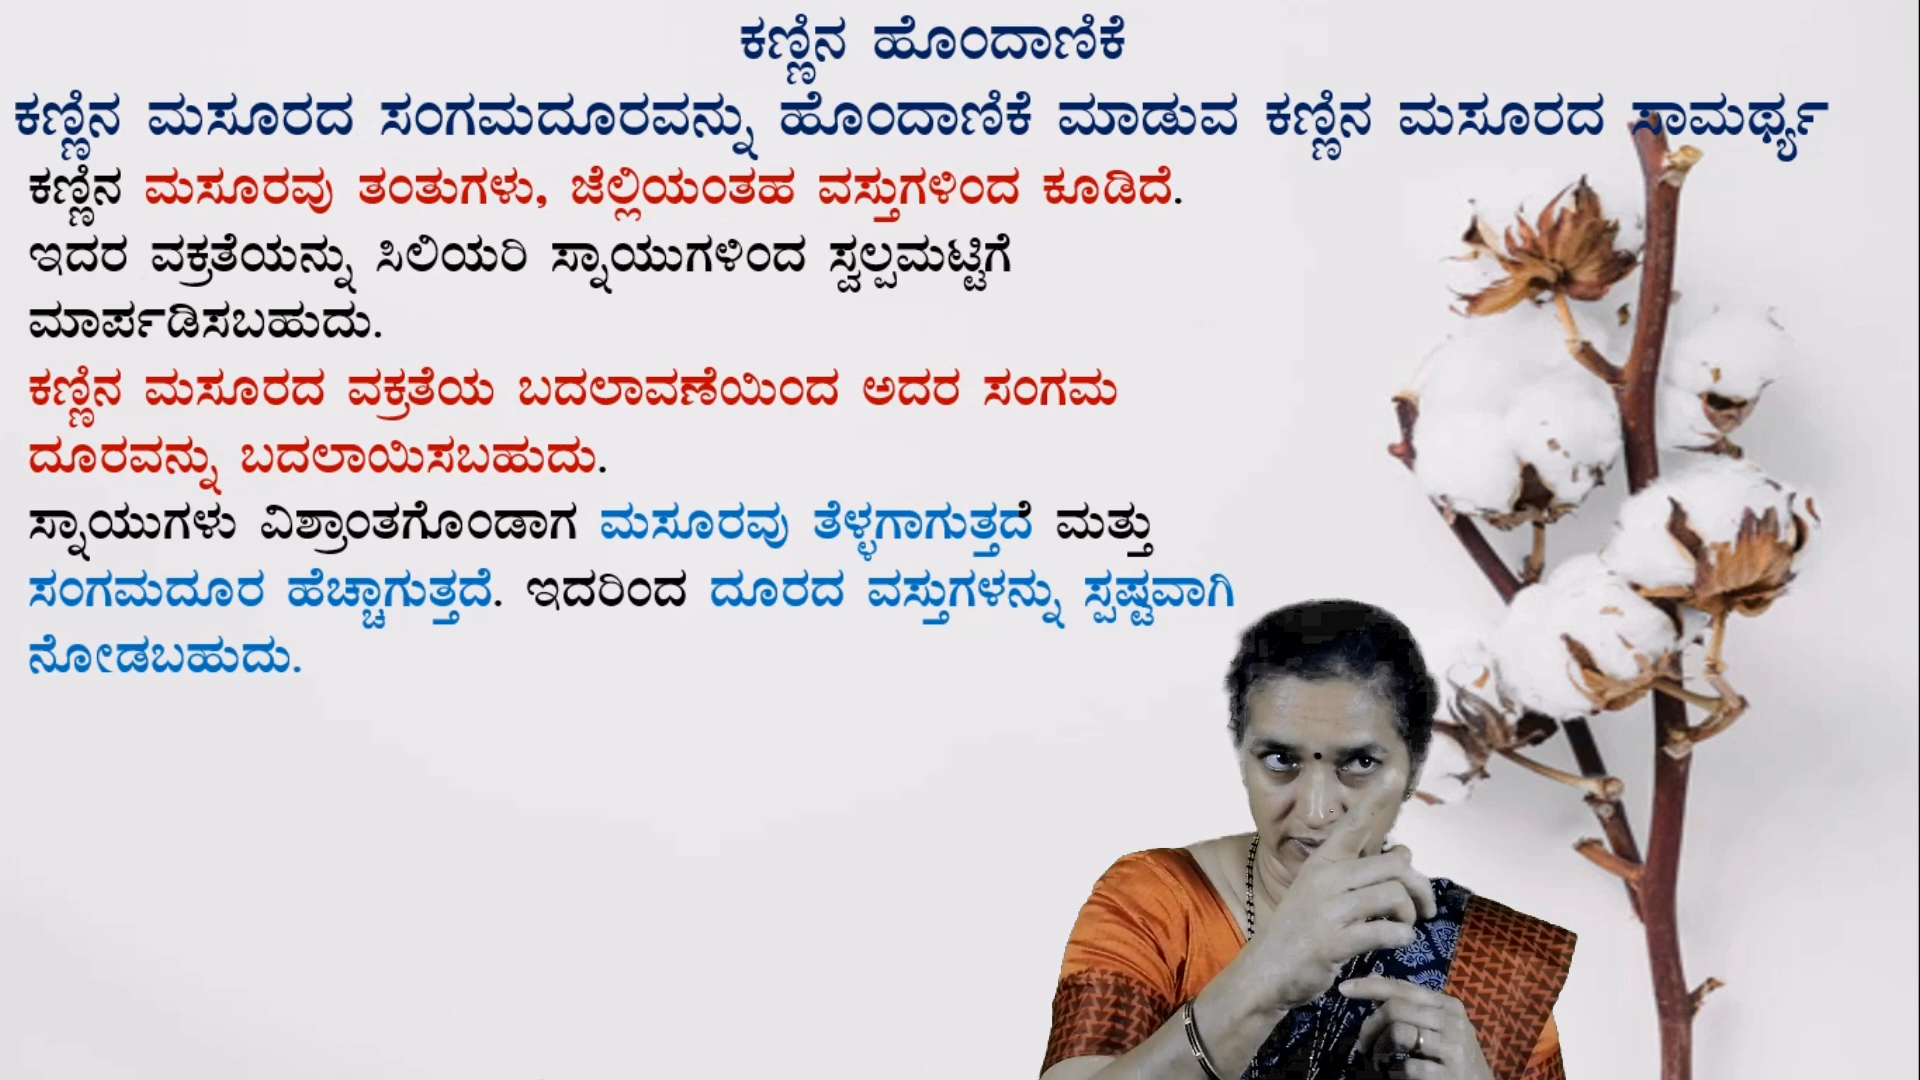 ಕಣ್ಣಿನ ಹೊಂದಾಣಿಕೆ
ಕಣ್ಣಿನ ಮಸೂರದ ಸಂಗಮದೂರವನ್ನು ಹೊಂದಾಣಿಕೆ ಮಾಡುವ ಕಣ್ಣಿನ ಮಸೂರದ ಸಾಮರ್ಥ್ಯ
ಕಣ್ಣಿನ ಮಸೂರವು ತಂತುಗಳು, ಜೆಲ್ಲಿಯಂತಹ ವಸ್ತುಗಳಿಂದ ಕೂಡಿದೆ.
ಇದರ ವಕ್ರತೆಯನ್ನು ಸಿಲಿಯರಿ ಸ್ನಾಯುಗಳಿಂದ ಸ್ವಲ್ಪಮಟ್ಟಿಗೆ
ಮಾರ್ಪಡಿಸಬಹುದು.
ಕಣ್ಣಿನ ಮಸೂರದ ವಕ್ರತೆಯ ಬದಲಾವಣೆಯಿಂದ ಅದರ ಸಂಗಮ
ದೂರವನ್ನು ಬದಲಾಯಿಸಬಹುದು.
ಸ್ನಾಯುಗಳು ವಿಶ್ರಾಂತಗೊಂಡಾಗ ಮಸೂರವು ತೆಳ್ಳಗಾಗುತ್ತದೆ ಮತ್ತು
ಸಂಗಮದೂರ ಹೆಚ್ಚಾಗುತ್ತದೆ. ಇದರಿಂದ ದೂರದ ವಸ್ತುಗಳನ್ನು ಸ್ಪಷ್ಟವಾಗಿ
ನೋಡಬಹುದು.